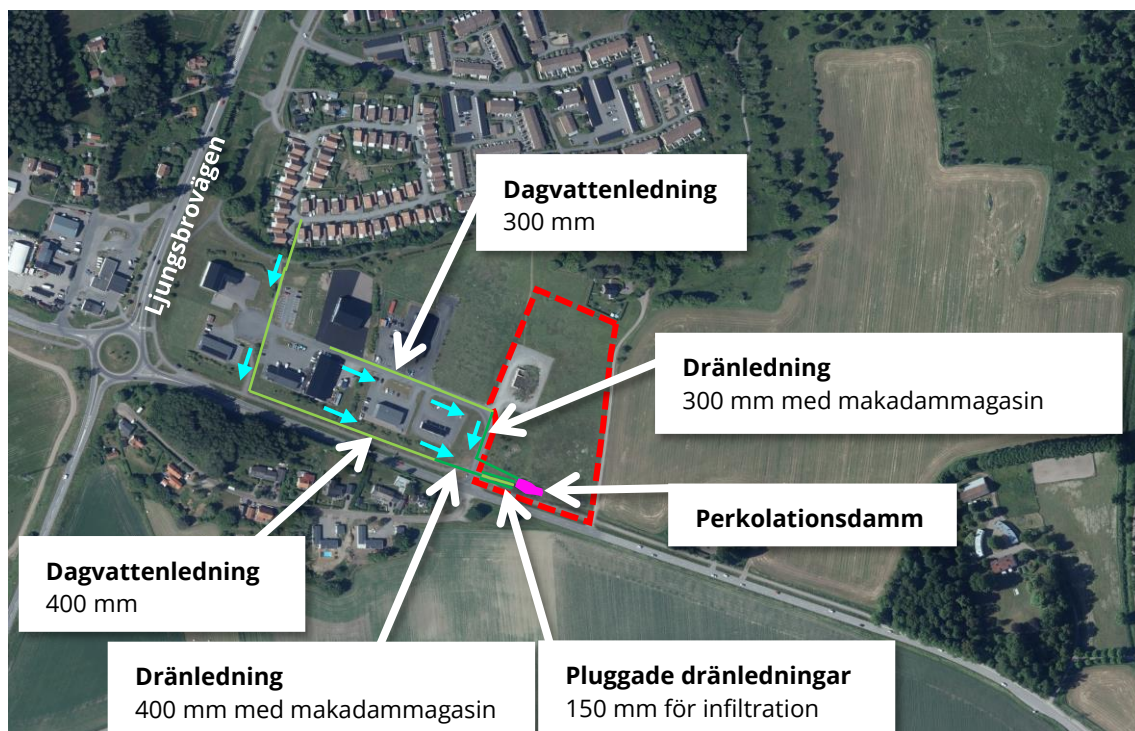 Ljungsbrovägen
Dagvattenledning
300 mm
Dränledning
300 mm med makadammagasin
Perkolationsdamm
Dagvattenledning
400 mm
Dränledning
400 mm med makadammagasin
Pluggade dränledningar
150 mm för infiltration